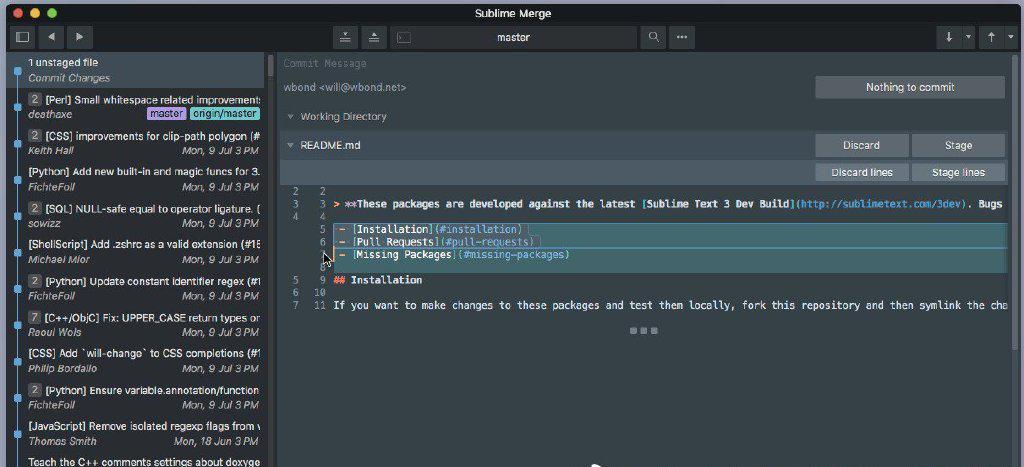 Sublime Merge
master
1 unstaged file
Commit Changes
2 [Perl] Small whitespace related improvements
deathaxe master origin/master
2 [CSS] improvements for clip-path polygon (#
Keith Hall Mon, 9 Jul 3 PM
[Python] Add new built-in and magic funcs for 3.
FichteFoll Mon, 9 Jul 3 PM
2 [SQL] NULL-safe equal to operator ligature. (
sowizz Mon, 9 Jul 3 PM
[ShellScript] Add .zshrc as a valid extension (#15
Michael Mior Mon, 9 Jul 3 PM
2 [Python] Update constant identifier regex (#1
FichteFoll Mon, 9 Jul 3 PM
7 [C++/ObjC] Fix: UPPER_CASE return types or
Raoul Wols Mon, 9 Jul 3 PM
[CSS] Add `will-change` to CSS completions (#1
Philip Bordallo Mon, 9 Jul 3 PM
2 [Python] Ensure variable.annotation/function
FichteFoll Mon, 9 Jul 3 PM
[JavaScript] Remove isolated regexp flags from v
Thomas Smith Mon, 18 Jun 3 PM
Teach the C++ comments settings about doxyge
Commit Message
wbond <will@wbond.net>
Nothing to commit
Working Directory
README.md
Discard
Stage
Discard lines
Stage lines
2 2
3 3 > **These packages are developed against the latest [Sublime Text 3 Dev Build](http://sublimetext.com/3dev). Bugs
4 4
5 - [Installation](#installation)
6 - [Pull Requests](#pull-requests)
7 - [Missing Packages](#missing-packages)
8
5 9 ## Installation
6 10
7 11 If you want to make changes to these packages and test them locally, fork this repository and then symlink the cha